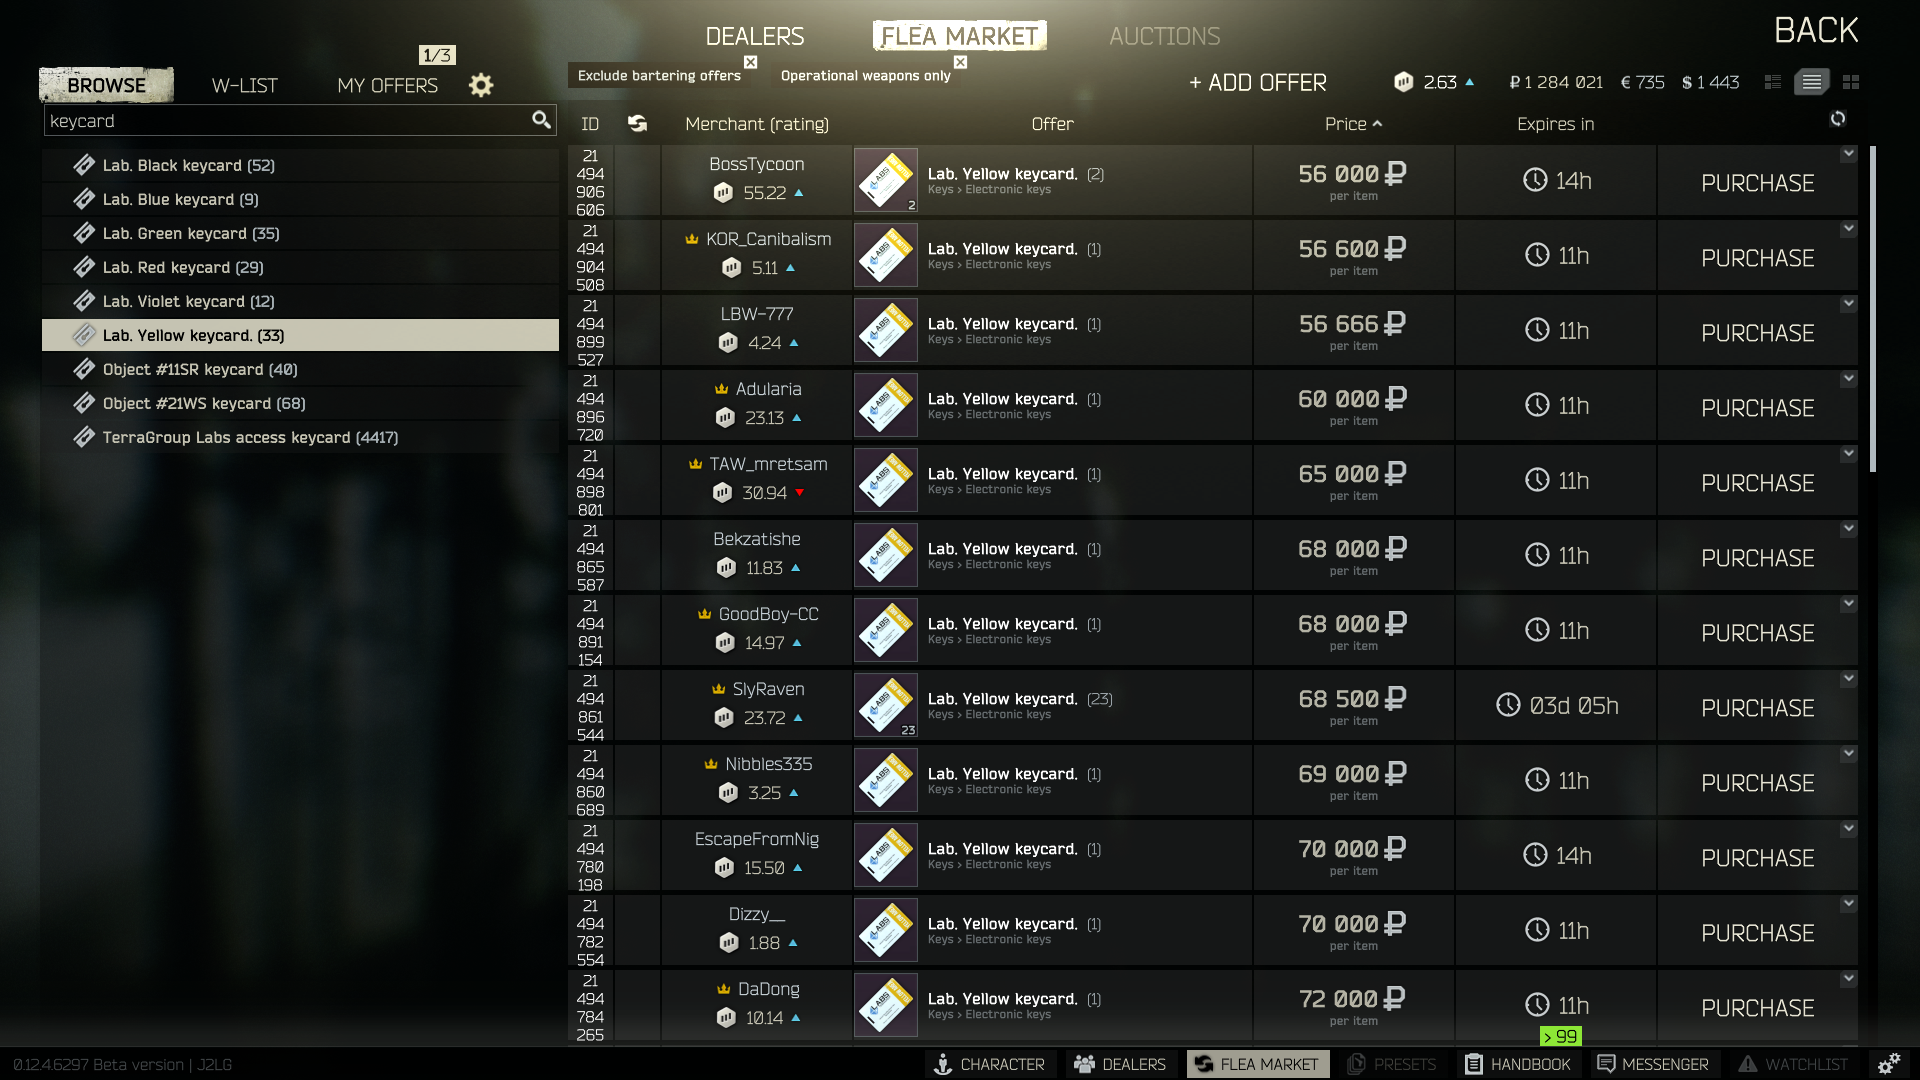 DEALERS
FLEA MARKET
AUCTIONS
BACK
1/3
BROWSE
W-LIST
MY OFFERS
Exclude bartering offers
Operational weapons only
+ ADD OFFER
2.63
₽ 1 284 021
€ 735
$ 1 443
keycard
ID
Merchant (rating)
Offer
Price
Expires in
Lab. Black keycard (52)
Lab. Blue keycard (9)
Lab. Green keycard (35)
Lab. Red keycard (29)
Lab. Violet keycard (12)
Lab. Yellow keycard. (33)
Object #11SR keycard (40)
Object #21WS keycard (68)
TerraGroup Labs access keycard (4417)
21 494 906 606
BossTycoon
55.22
LABS
2
Lab. Yellow keycard. (2)
Keys > Electronic keys
56 000 ₽
per item
14h
PURCHASE
21 494 904 508
KOR_Canibalism
5.11
LABS
Lab. Yellow keycard. (1)
Keys > Electronic keys
56 600 ₽
per item
11h
PURCHASE
21 494 899 527
LBW-777
4.24
LABS
Lab. Yellow keycard. (1)
Keys > Electronic keys
56 666 ₽
per item
11h
PURCHASE
21 494 896 720
Adularia
23.13
LABS
Lab. Yellow keycard. (1)
Keys > Electronic keys
60 000 ₽
per item
11h
PURCHASE
21 494 898 801
TAW_mretsam
30.94
LABS
Lab. Yellow keycard. (1)
Keys > Electronic keys
65 000 ₽
per item
11h
PURCHASE
21 494 865 587
Bekzatishe
11.83
LABS
Lab. Yellow keycard. (1)
Keys > Electronic keys
68 000 ₽
per item
11h
PURCHASE
21 494 891 154
GoodBoy-CC
14.97
LABS
Lab. Yellow keycard. (1)
Keys > Electronic keys
68 000 ₽
per item
11h
PURCHASE
21 494 861 544
SlyRaven
23.72
LABS
23
Lab. Yellow keycard. (23)
Keys > Electronic keys
68 500 ₽
per item
03d 05h
PURCHASE
21 494 860 689
Nibbles335
3.25
LABS
Lab. Yellow keycard. (1)
Keys > Electronic keys
69 000 ₽
per item
11h
PURCHASE
21 494 780 198
EscapeFromNig
15.50
LABS
Lab. Yellow keycard. (1)
Keys > Electronic keys
70 000 ₽
per item
14h
PURCHASE
21 494 782 554
Dizzy__
1.88
LABS
Lab. Yellow keycard. (1)
Keys > Electronic keys
70 000 ₽
per item
11h
PURCHASE
21 494 784 265
DaDong
10.14
LABS
Lab. Yellow keycard. (1)
Keys > Electronic keys
72 000 ₽
per item
11h
PURCHASE
> 99
0.12.4.6297 Beta version | J2LG
CHARACTER
DEALERS
FLEA MARKET
PRESETS
HANDBOOK
MESSENGER
WATCHLIST